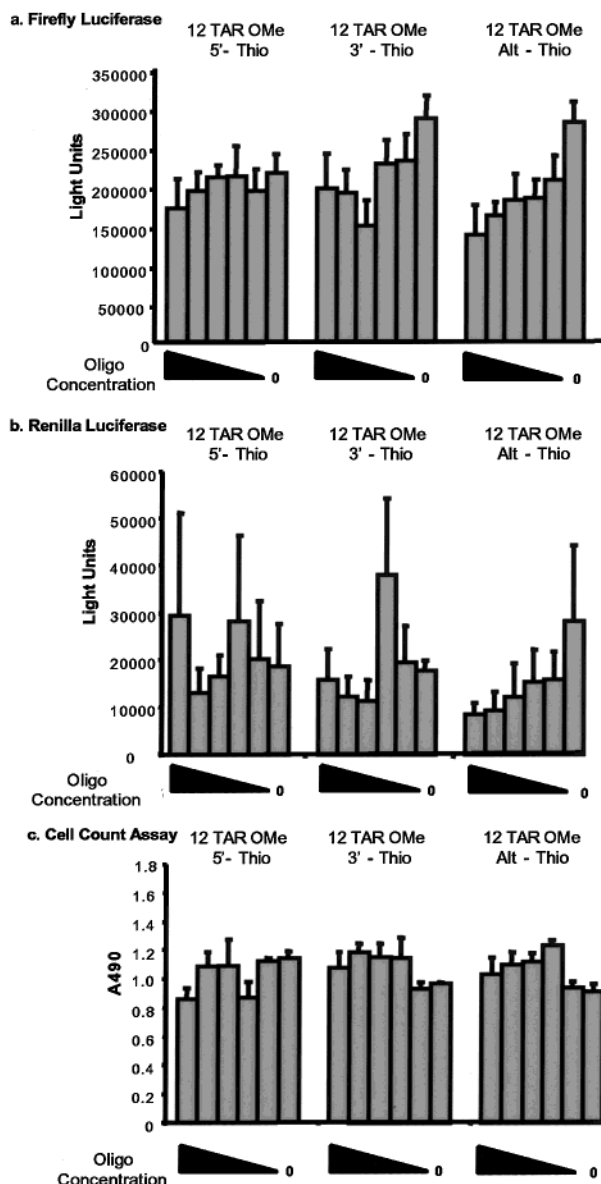 a. Firefly Luciferase
12 TAR OMe
5'- Thio
12 TAR OMe
3' - Thio
12 TAR OMe
Alt - Thio
Light Units
350000
300000
250000
200000
150000
100000
50000
0
Oligo
Concentration
0
0
0
b. Renilla Luciferase
12 TAR OMe
5'- Thio
12 TAR OMe
3' - Thio
12 TAR OMe
Alt - Thio
Light Units
60000
50000
40000
30000
20000
10000
0
Oligo
Concentration
0
0
0
c. Cell Count Assay
12 TAR OMe
5'- Thio
12 TAR OMe
3' - Thio
12 TAR OMe
Alt - Thio
A490
1.8
1.6
1.4
1.2
1.0
0.8
0.6
0.4
0.2
0
Oligo
Concentration
0
0
0